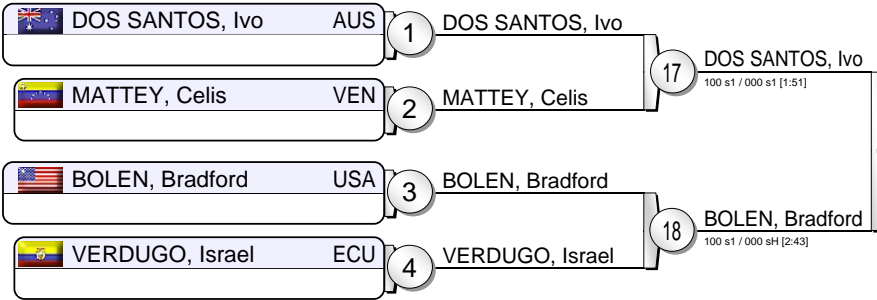 DOS SANTOS, Ivo AUS
1
DOS SANTOS, Ivo
17
DOS SANTOS, Ivo
100 s1 / 000 s1 [1:51]
MATTEY, Celis VEN
2
MATTEY, Celis
BOLEN, Bradford USA
3
BOLEN, Bradford
18
BOLEN, Bradford
100 s1 / 000 sH [2:43]
VERDUGO, Israel ECU
4
VERDUGO, Israel